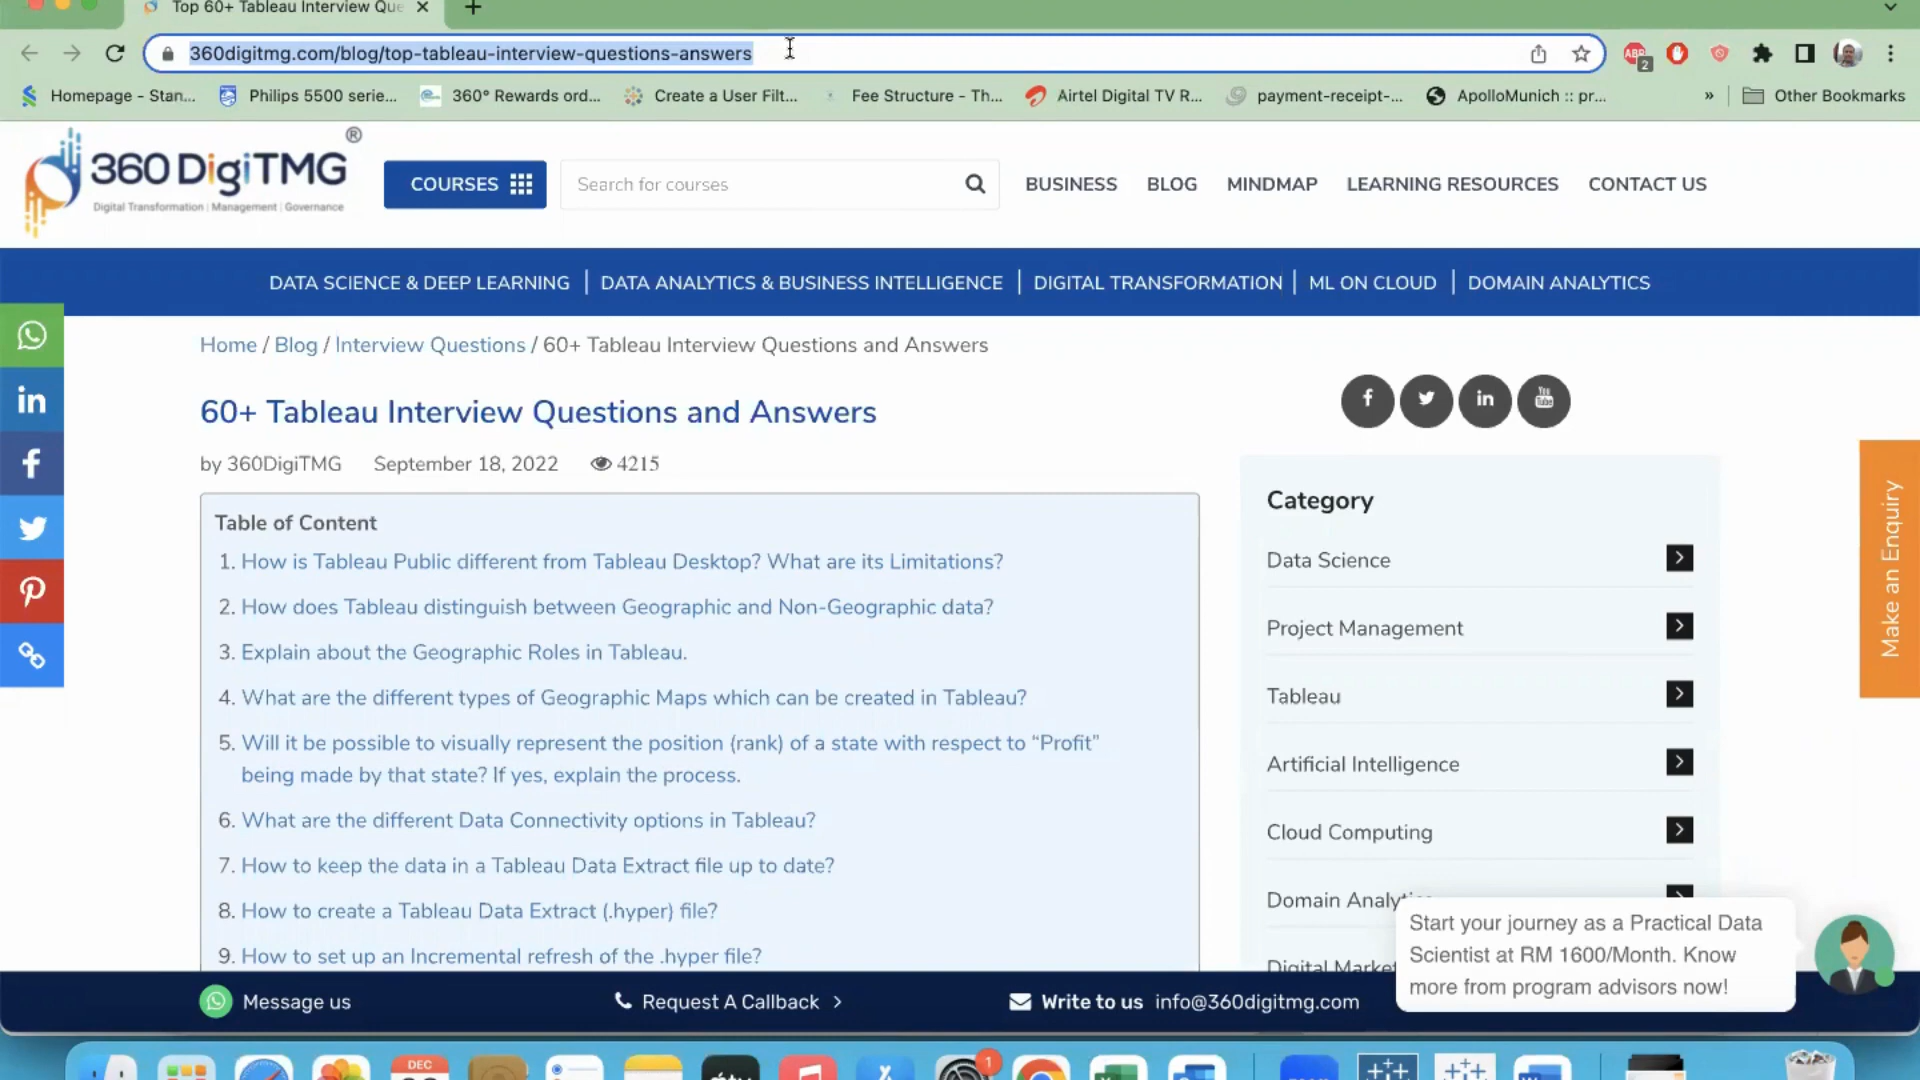 Top 60+ Tableau Interview Que
360digitmg.com/blog/top-tableau-interview-questions-answers
ABP
2
Homepage - Stan...
Philips 5500 serie...
360° Rewards ord...
Create a User Filt...
Fee Structure - Th...
Airtel Digital TV R...
payment-receipt-...
ApolloMunich :: pr...
»
Other Bookmarks
360 DigiTMG ®
Digital Transformation | Management | Governance
COURSES
Search for courses
BUSINESS
BLOG
MINDMAP
LEARNING RESOURCES
CONTACT US
DATA SCIENCE & DEEP LEARNING | DATA ANALYTICS & BUSINESS INTELLIGENCE | DIGITAL TRANSFORMATION | ML ON CLOUD | DOMAIN ANALYTICS
Home / Blog / Interview Questions / 60+ Tableau Interview Questions and Answers
60+ Tableau Interview Questions and Answers
by 360DigiTMG September 18, 2022 4215
Table of Content
1. How is Tableau Public different from Tableau Desktop? What are its Limitations?
2. How does Tableau distinguish between Geographic and Non-Geographic data?
3. Explain about the Geographic Roles in Tableau.
4. What are the different types of Geographic Maps which can be created in Tableau?
5. Will it be possible to visually represent the position (rank) of a state with respect to “Profit”
being made by that state? If yes, explain the process.
6. What are the different Data Connectivity options in Tableau?
7. How to keep the data in a Tableau Data Extract file up to date?
8. How to create a Tableau Data Extract (.hyper) file?
9. How to set up an Incremental refresh of the .hyper file?
You Tube
Category
Data Science
Project Management
Tableau
Artificial Intelligence
Cloud Computing
Domain Analytics
Digital Market
Make an Enquiry
Start your journey as a Practical Data
Scientist at RM 1600/Month. Know
more from program advisors now!
Message us
Request A Callback
Write to us info@360digitmg.com
DEC
1